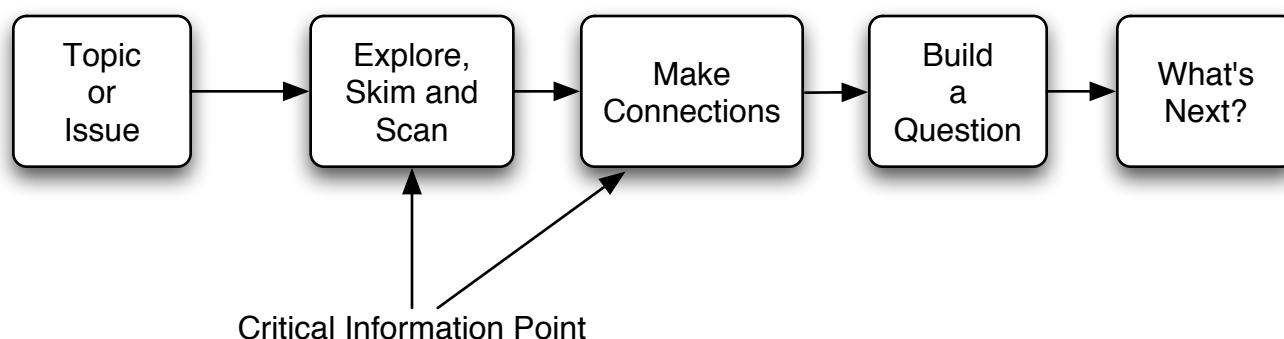 Topic
or
Issue
Explore,
Skim and
Scan
Make
Connections
Build
a
Question
What's
Next?
Critical Information Point